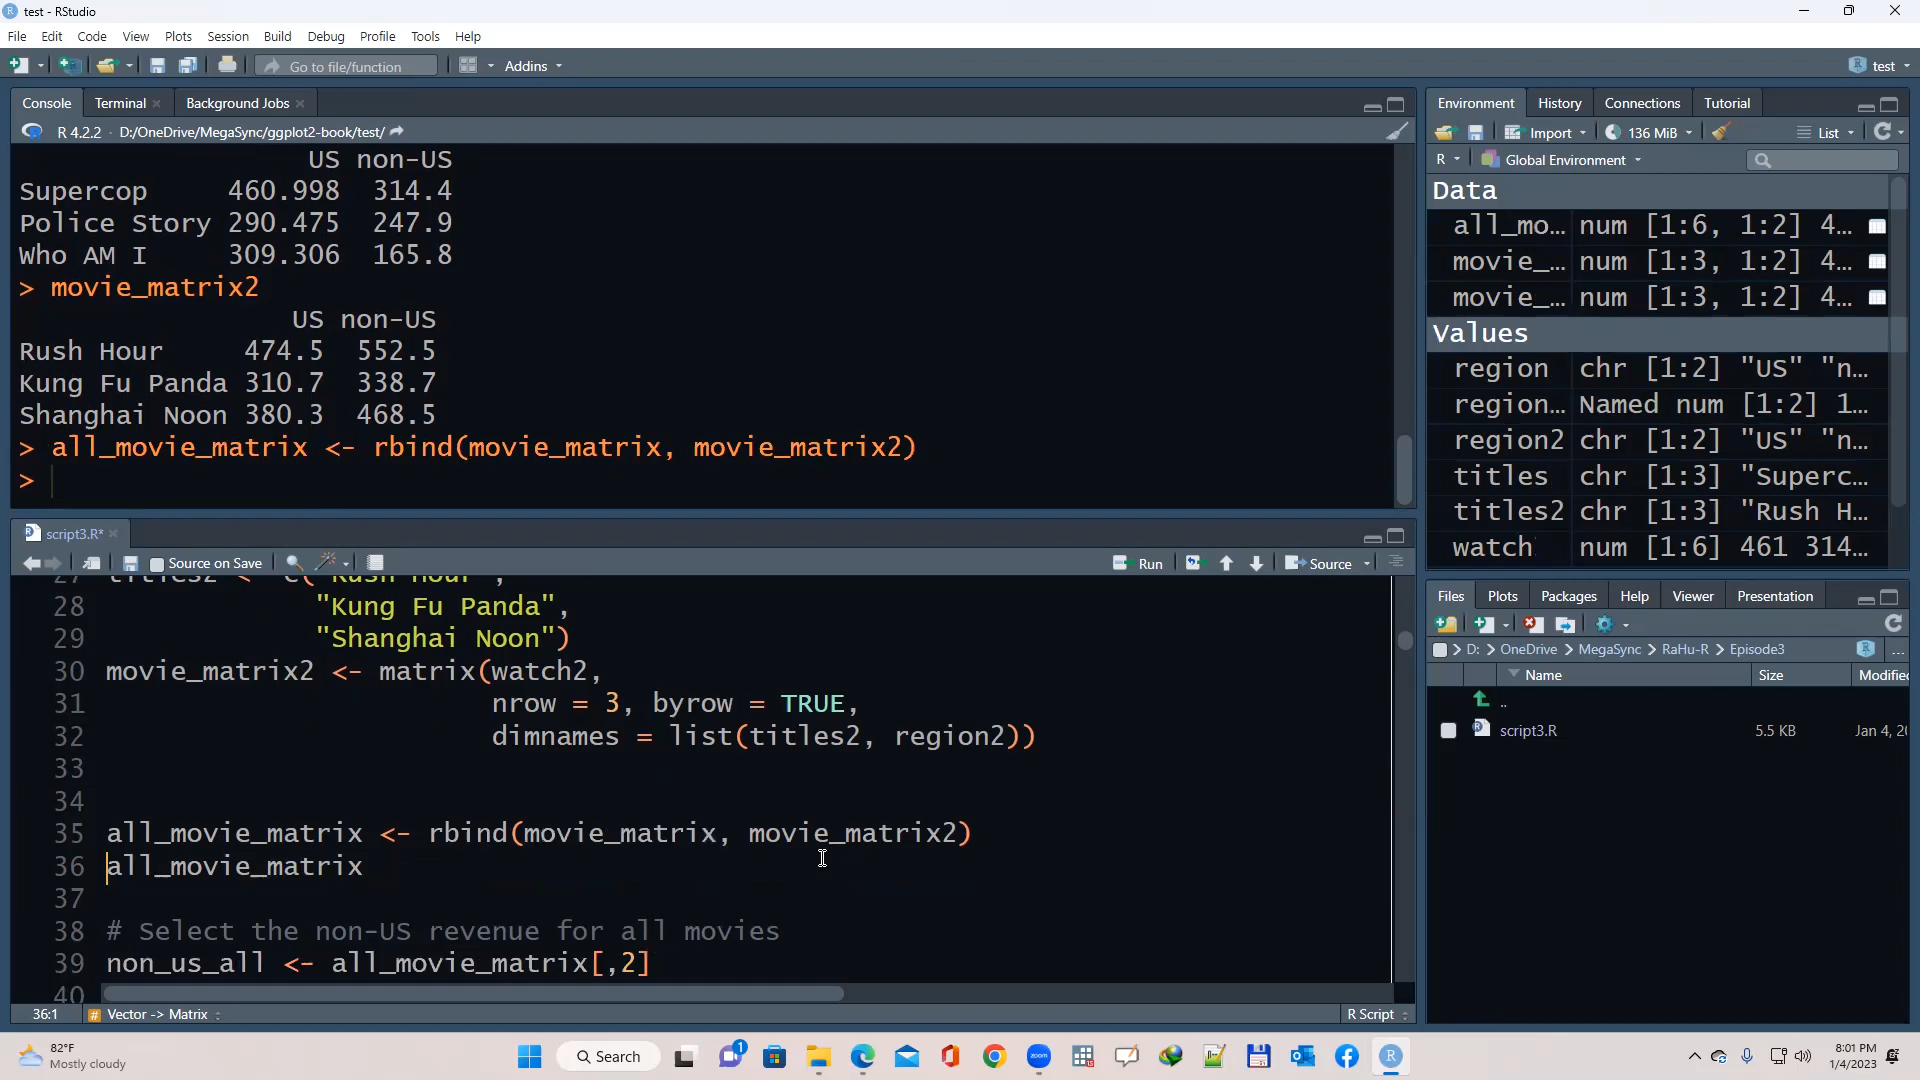 test - RStudio
File Edit Code View Plots Session Build Debug Profile Tools Help
Go to file/function Addins test
Console Terminal Background Jobs
R 4.2.2 · D:/OneDrive/MegaSync/ggplot2-book/test/
US non-US
Supercop 460.998 314.4
Police Story 290.475 247.9
Who AM I 309.306 165.8
> movie_matrix2
US non-US
Rush Hour 474.5 552.5
Kung Fu Panda 310.7 338.7
Shanghai Noon 380.3 468.5
> all_movie_matrix <- rbind(movie_matrix, movie_matrix2)
>
script3.R*
Source on Save Run Source
27 titles2 <- c("Rush Hour",
28 "Kung Fu Panda",
29 "Shanghai Noon")
30 movie_matrix2 <- matrix(watch2,
31 nrow = 3, byrow = TRUE,
32 dimnames = list(titles2, region2))
33
34
35 all_movie_matrix <- rbind(movie_matrix, movie_matrix2)
36 all_movie_matrix
37
38 # Select the non-US revenue for all movies
39 non_us_all <- all_movie_matrix[,2]
40
36:1 # Vector -> Matrix R Script
Environment History Connections Tutorial
Import 136 MiB List
R Global Environment
Data
all_mo… num [1:6, 1:2] 4…
movie_… num [1:3, 1:2] 4…
movie_… num [1:3, 1:2] 4…
Values
region chr [1:2] "US" "n…
region… Named num [1:2] 1…
region2 chr [1:2] "US" "n…
titles chr [1:3] "Superc…
titles2 chr [1:3] "Rush H…
watch num [1:6] 461 314…
Files Plots Packages Help Viewer Presentation
D: > OneDrive > MegaSync > RaHu-R > Episode3 ...
Name Size Modified
..
script3.R 5.5 KB Jan 4, 20
82°F
Mostly cloudy
Search
1
zoom
8:01 PM
1/4/2023